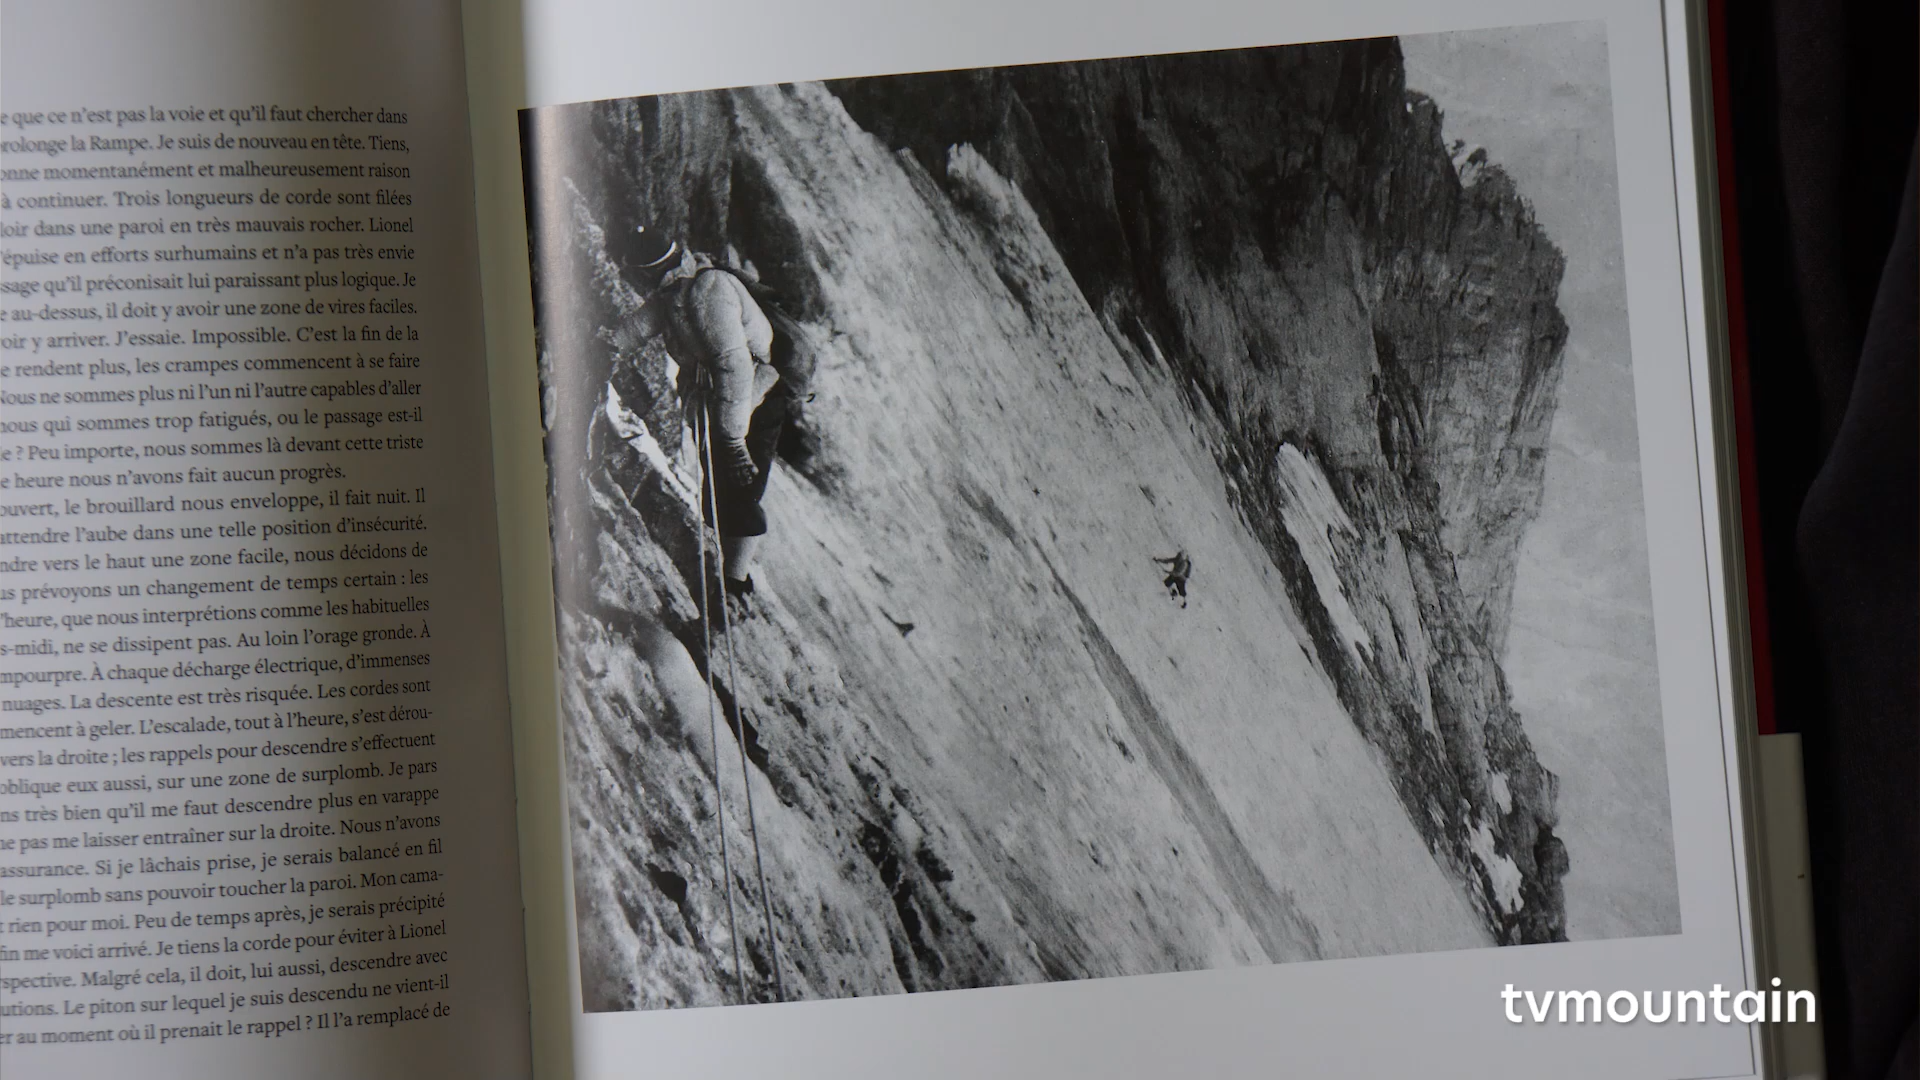 e que ce n'est pas la voie et qu'il faut chercher dans
rolonge la Rampe. Je suis de nouveau en tête. Tiens,
onne momentanément et malheureusement raison
à continuer. Trois longueurs de corde sont filées
loir dans une paroi en très mauvais rocher. Lionel
'épuise en efforts surhumains et n'a pas très envie
ssage qu'il préconisait lui paraissant plus logique. Je
e au-dessus, il doit y avoir une zone de vires faciles.
oir y arriver. J'essaie. Impossible. C'est la fin de la
e rendent plus, les crampes commencent à se faire
Nous ne sommes plus ni l'un ni l'autre capables d'aller
nous qui sommes trop fatigués, ou le passage est-il
le ? Peu importe, nous sommes là devant cette triste
e heure nous n'avons fait aucun progrès.
ouvert, le brouillard nous enveloppe, il fait nuit. Il
attendre l'aube dans une telle position d'insécurité.
ndre vers le haut une zone facile, nous décidons de
us prévoyons un changement de temps certain : les
'heure, que nous interprétions comme les habituelles
s-midi, ne se dissipent pas. Au loin l'orage gronde. À
mpourpre. À chaque décharge électrique, d'immenses
nuages. La descente est très risquée. Les cordes sont
mencent à geler. L'escalade, tout à l'heure, s'est dérou-
vers la droite ; les rappels pour descendre s'effectuent
oblique eux aussi, sur une zone de surplomb. Je pars
ns très bien qu'il me faut descendre plus en varappe
ne pas me laisser entraîner sur la droite. Nous n'avons
assurance. Si je lâchais prise, je serais balancé en fil
le surplomb sans pouvoir toucher la paroi. Mon cama-
t rien pour moi. Peu de temps après, je serais précipité
fin me voici arrivé. Je tiens la corde pour éviter à Lionel
spective. Malgré cela, il doit, lui aussi, descendre avec
utions. Le piton sur lequel je suis descendu ne vient-il
er au moment où il prenait le rappel ? Il l'a remplacé de
tvmountain